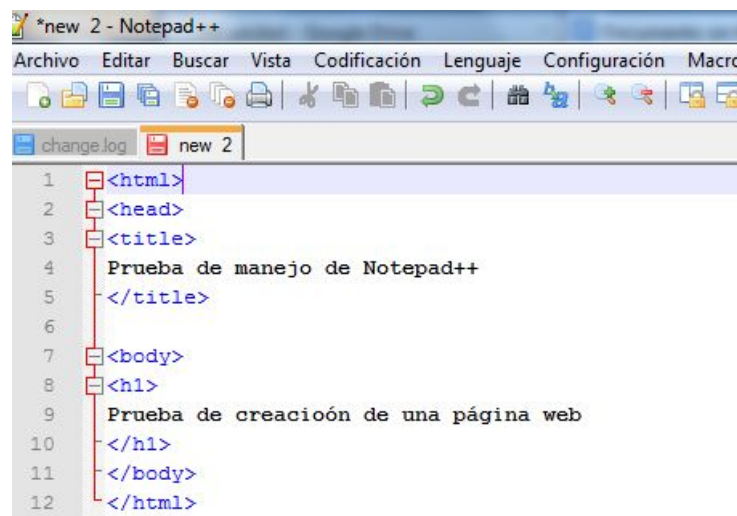 *new 2 - Notepad++
Archivo Editar Buscar Vista Codificación Lenguaje Configuración Macro
change.log new 2
1 <html>
2 <head>
3 <title>
4 Prueba de manejo de Notepad++
5 </title>
6
7 <body>
8 <h1>
9 Prueba de creacioón de una página web
10 </h1>
11 </body>
12 </html>